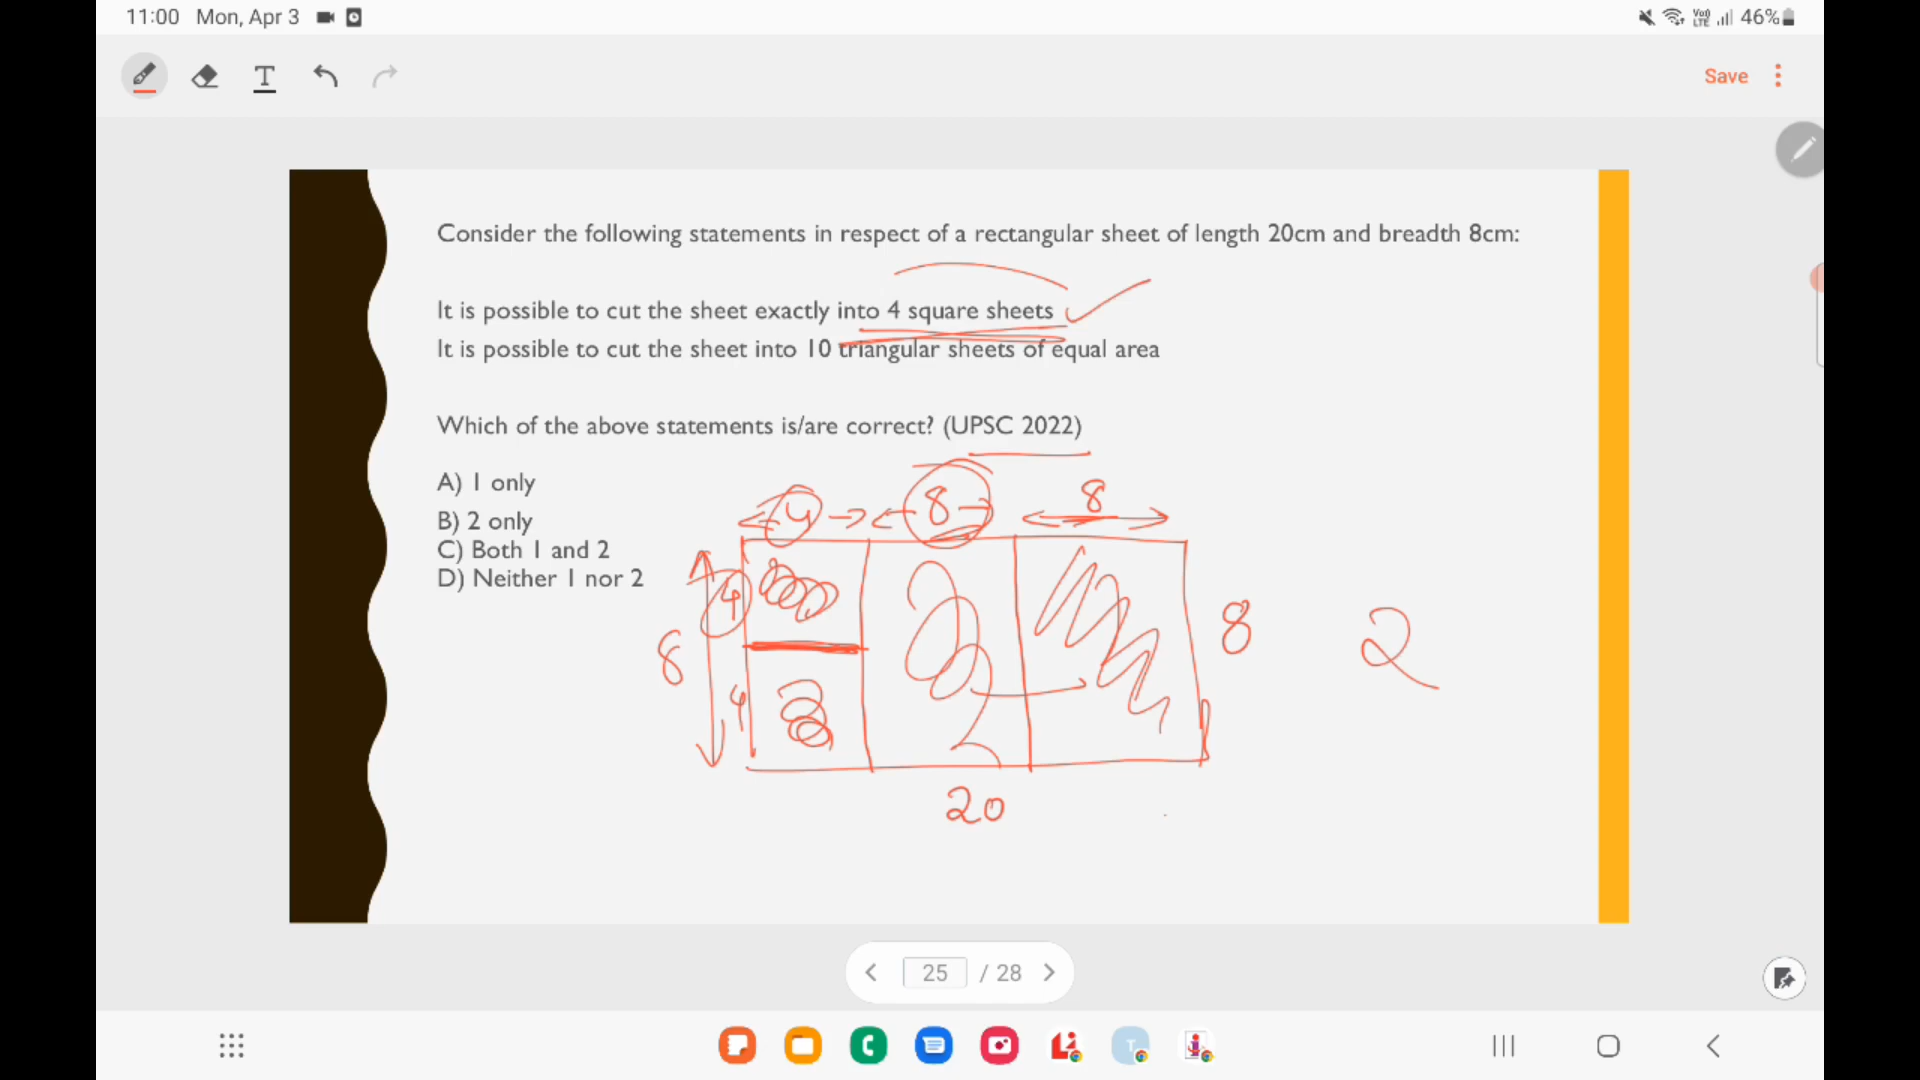 11:00 Mon, Apr 3
Vo) LTE 46%
T
Save
Consider the following statements in respect of a rectangular sheet of length 20cm and breadth 8cm:
It is possible to cut the sheet exactly into 4 square sheets
It is possible to cut the sheet into 10 triangular sheets of equal area
Which of the above statements is/are correct? (UPSC 2022)
A) 1 only
B) 2 only
C) Both 1 and 2
D) Neither 1 nor 2
4 8 8
4
8
4
8
2
20
25 / 28